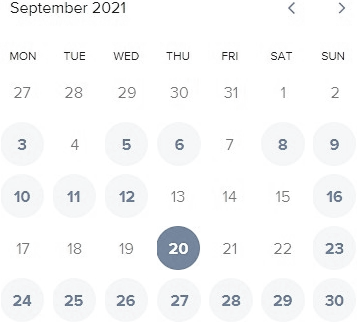 September 2021
MON TUE WED THU FRI SAT SUN
27 28 29 30 31 1 2
3 4 5 6 7 8 9
10 11 12 13 14 15 16
17 18 19 20 21 22 23
24 25 26 27 28 29 30